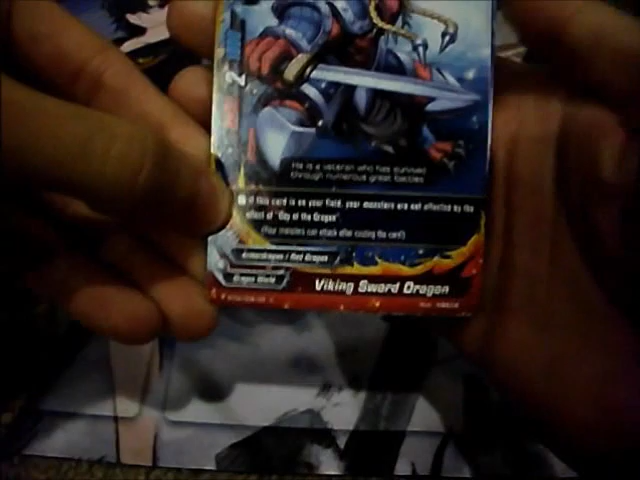 He is a veteran who has survived
through numerous great battles
If this card is on your field, your monsters are not affected by the
effect of "Day of the Dragon".
(Your monsters can attack after casting the card!)
Armordragon / Red Dragon
Dragon World
Viking Sword Dragon